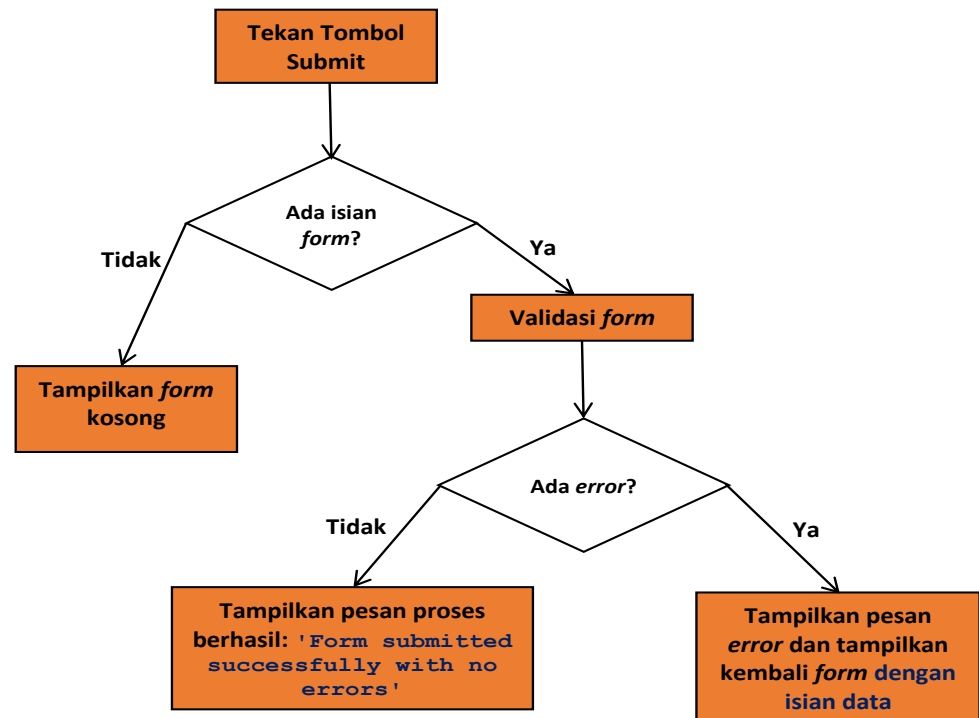 Tekan Tombol
Submit
Ada isian
form?
Tidak
Ya
Validasi form
Tampilkan form
kosong
Ada error?
Tidak
Ya
Tampilkan pesan proses
berhasil: 'Form submitted
successfully with no
errors'
Tampilkan pesan
error dan tampilkan
kembali form dengan
isian data